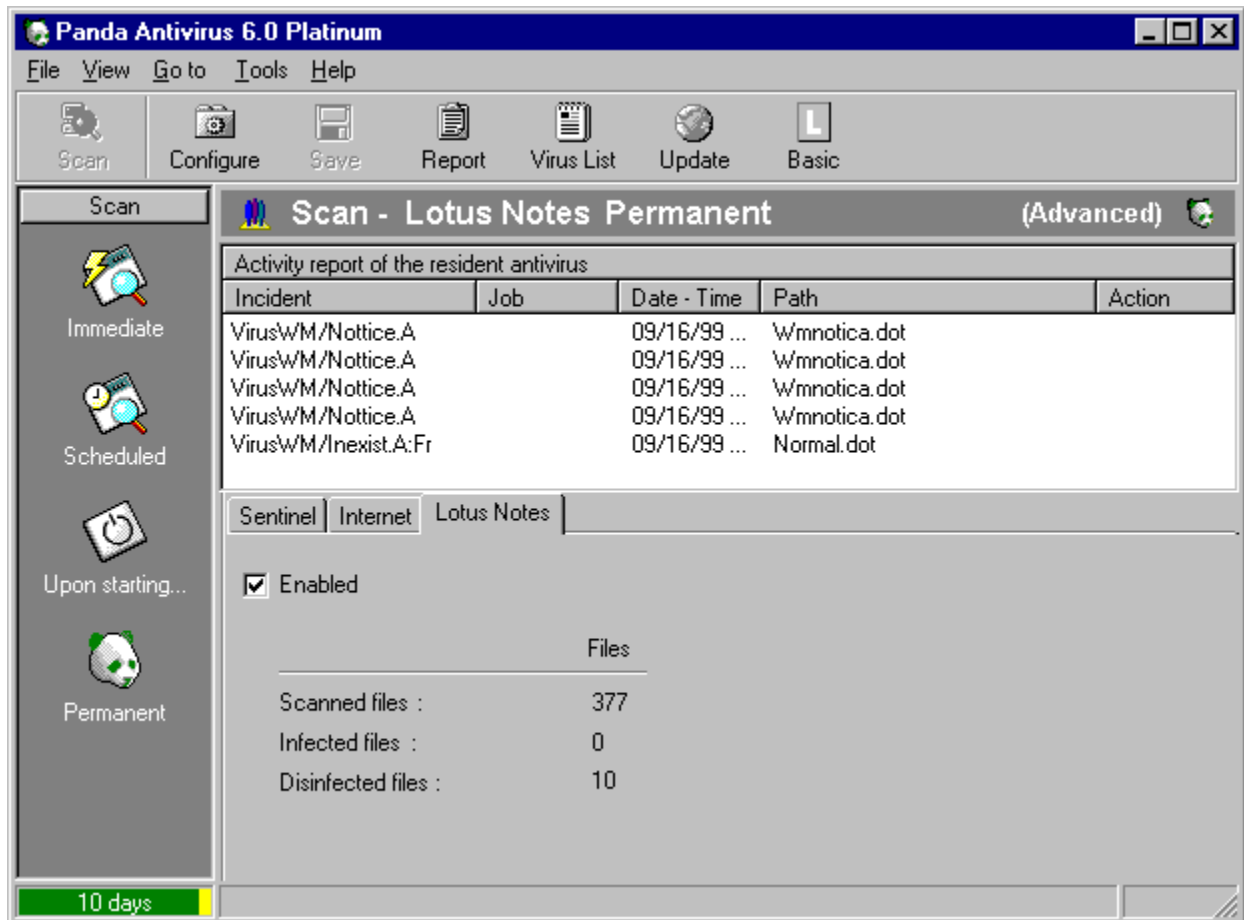 Panda Antivirus 6.0 Platinum
File View Go to Tools Help
Scan Configure Save Report Virus List Update L Basic
Scan
Immediate
Scheduled
Upon starting...
Permanent
Scan - Lotus Notes Permanent (Advanced)
Activity report of the resident antivirus
Incident Job Date - Time Path Action
VirusWM/Nottice.A 09/16/99 ... Wmnotica.dot
VirusWM/Nottice.A 09/16/99 ... Wmnotica.dot
VirusWM/Nottice.A 09/16/99 ... Wmnotica.dot
VirusWM/Nottice.A 09/16/99 ... Wmnotica.dot
VirusWM/Inexist.A:Fr 09/16/99 ... Normal.dot
Sentinel Internet Lotus Notes
Enabled
Files
Scanned files : 377
Infected files : 0
Disinfected files : 10
10 days